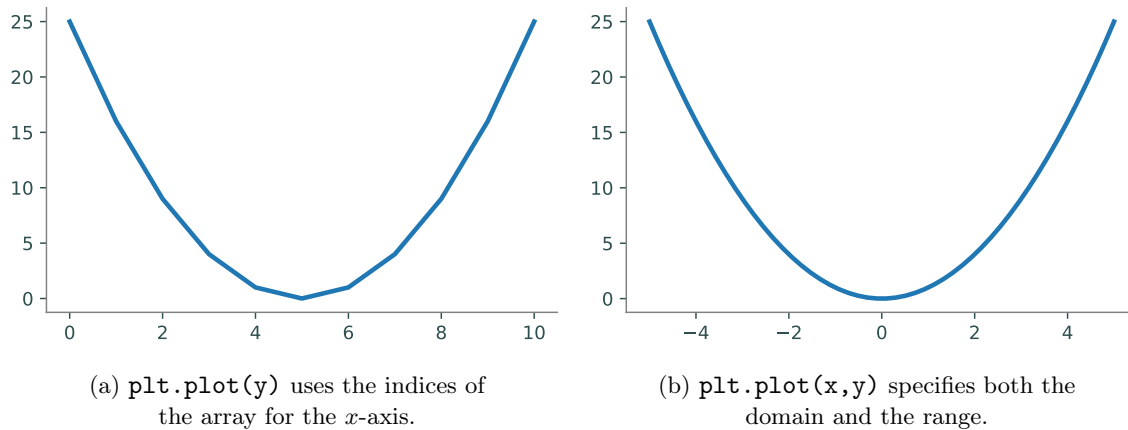 25
20
15
10
5
0
0 2 4 6 8 10
(a) plt.plot(y) uses the indices of
the array for the x-axis.
25
20
15
10
5
0
−4 −2 0 2 4
(b) plt.plot(x,y) specifies both the
domain and the range.